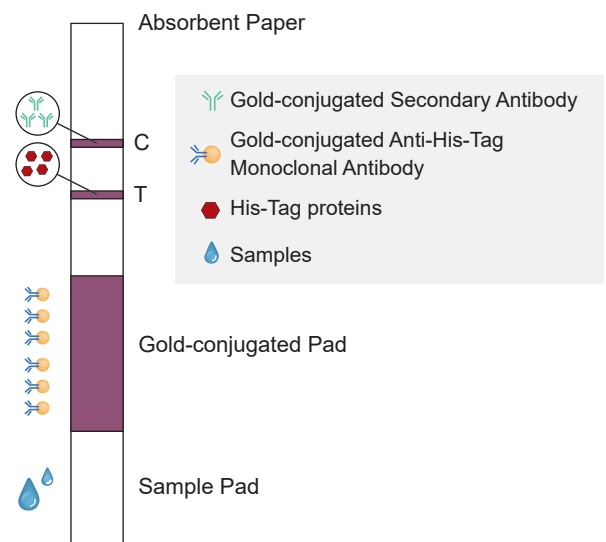 Absorbent Paper
Gold-conjugated Secondary Antibody
C
Gold-conjugated Anti-His-Tag
Monoclonal Antibody
T
His-Tag proteins
Samples
Gold-conjugated Pad
Sample Pad